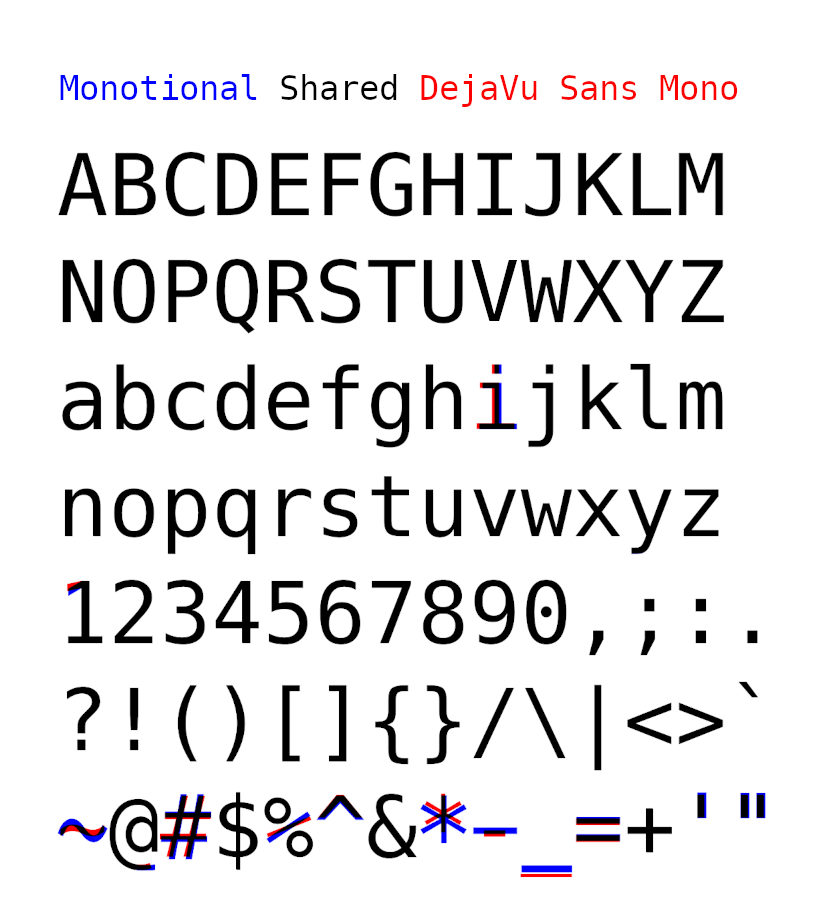 Monotional Shared DejaVu Sans Mono
ABCDEFGHIJKLM
NOPQRSTUVWXYZ
abcdefghijklm
nopqrstuvwxyz
1234567890,;:.
?!()[]{}/\|<>`
~@#$%^&*-_=+'"